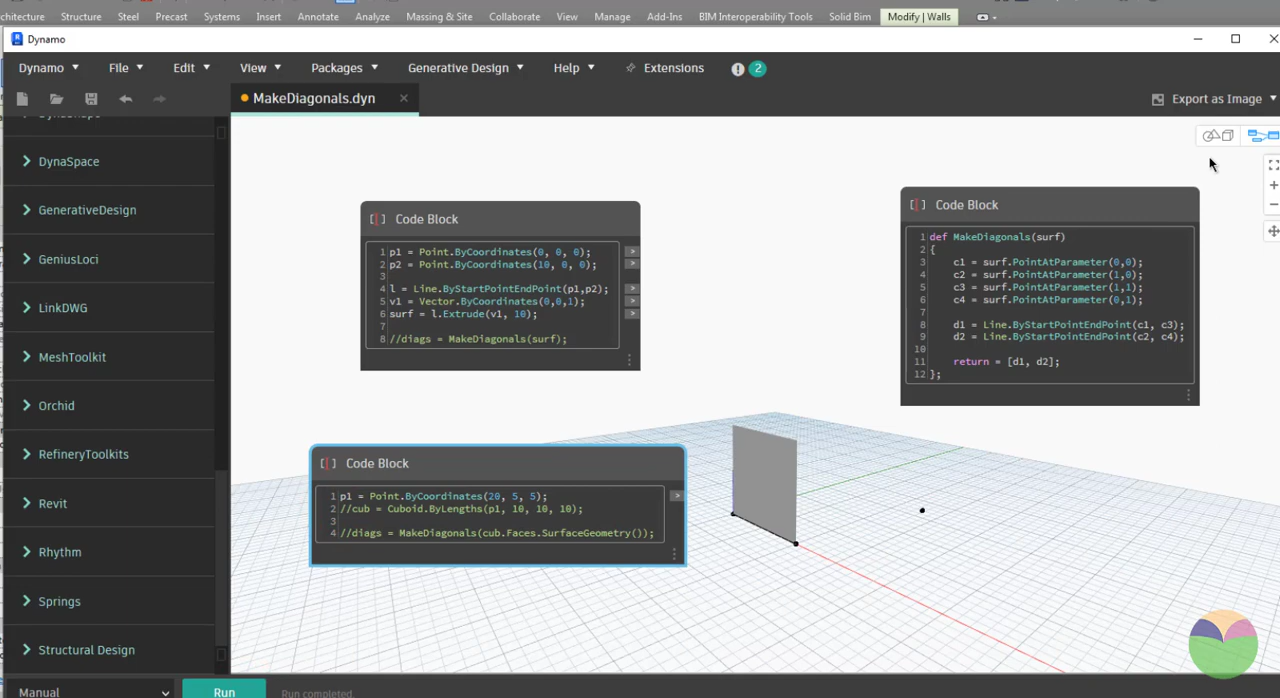 chitecture Structure Steel Precast Systems Insert Annotate Analyze Massing & Site Collaborate View Manage Add-Ins BIM Interoperability Tools Solid Bim Modify | Walls
Dynamo
Dynamo File Edit View Packages Generative Design Help Extensions 2
MakeDiagonals.dyn Export as Image
DynaShape
DynaSpace
GenerativeDesign
GeniusLoci
LinkDWG
MeshToolkit
Orchid
RefineryToolkits
Revit
Rhythm
Springs
Structural Design
Code Block
1 p1 = Point.ByCoordinates(0, 0, 0);
2 p2 = Point.ByCoordinates(10, 0, 0);
3
4 l = Line.ByStartPointEndPoint(p1,p2);
5 v1 = Vector.ByCoordinates(0,0,1);
6 surf = l.Extrude(v1, 10);
7
8 //diags = MakeDiagonals(surf);
Code Block
1 def MakeDiagonals(surf)
2 {
3 c1 = surf.PointAtParameter(0,0);
4 c2 = surf.PointAtParameter(1,0);
5 c3 = surf.PointAtParameter(1,1);
6 c4 = surf.PointAtParameter(0,1);
7
8 d1 = Line.ByStartPointEndPoint(c1, c3);
9 d2 = Line.ByStartPointEndPoint(c2, c4);
10
11 return = [d1, d2];
12 };
Code Block
1 p1 = Point.ByCoordinates(20, 5, 5);
2 //cub = Cuboid.ByLengths(p1, 10, 10, 10);
3
4 //diags = MakeDiagonals(cub.Faces.SurfaceGeometry());
Manual Run Run completed.